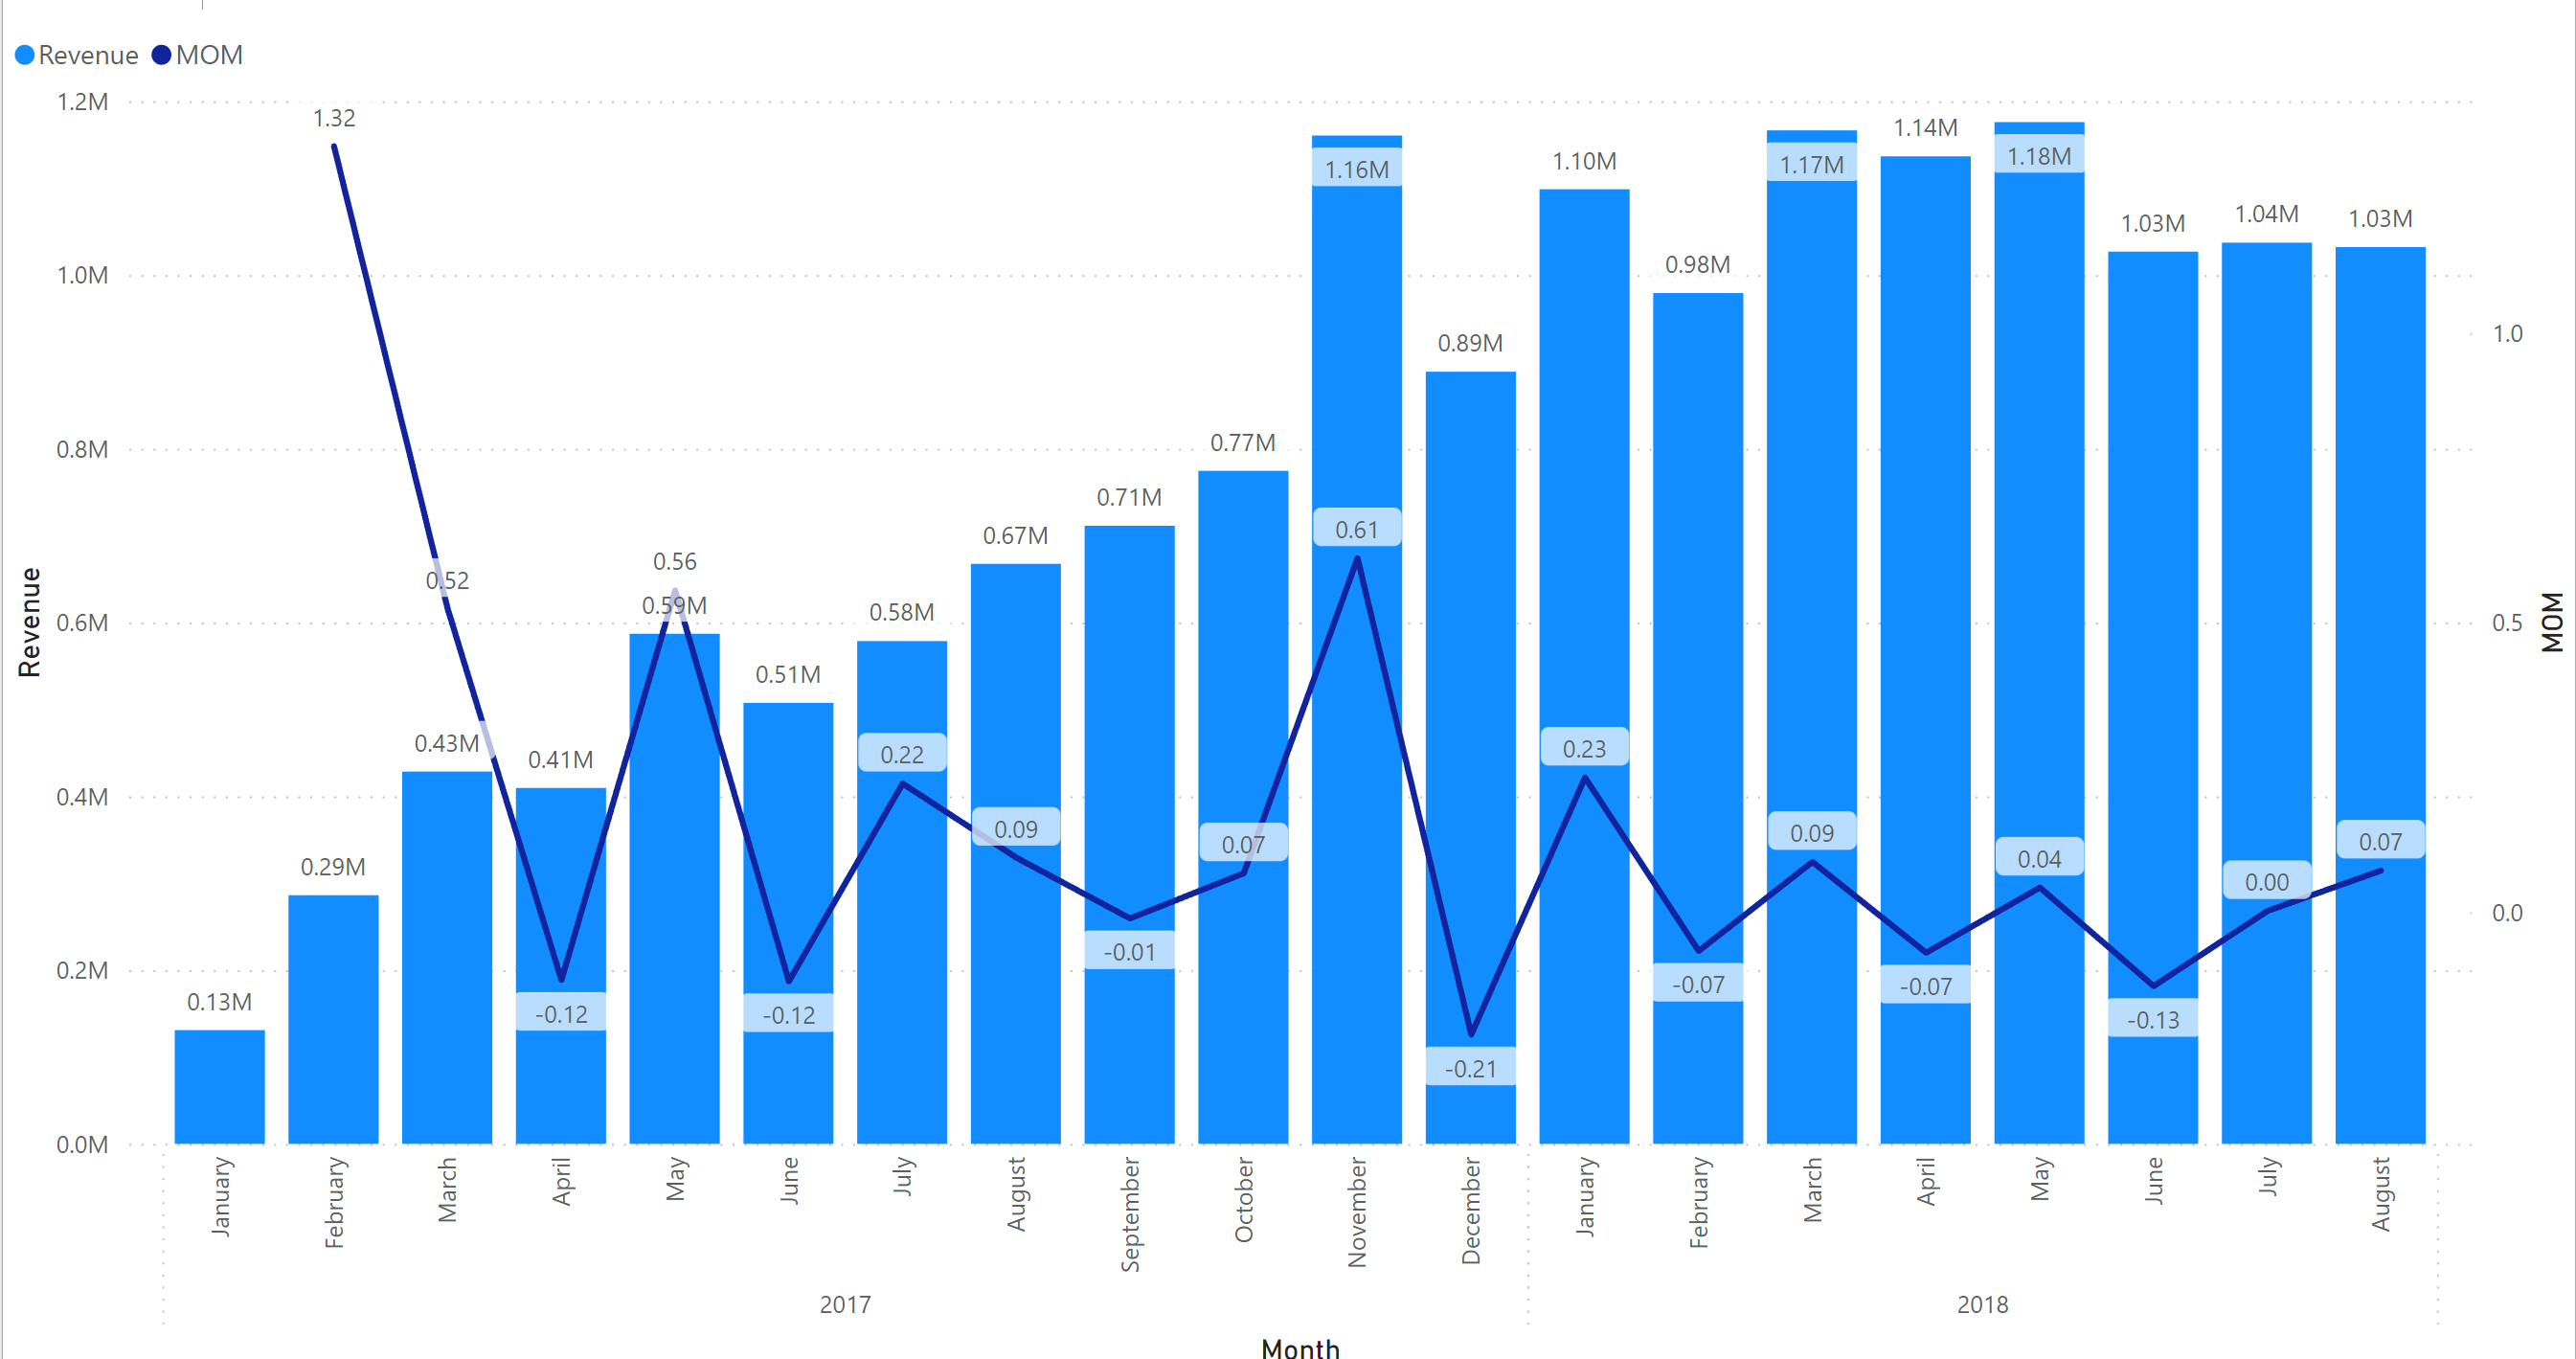 Revenue MOM
1.2M
1.0M
0.8M
0.6M
0.4M
0.2M
0.0M
Revenue
1.0
0.5
0.0
MOM
0.13M
0.29M
0.43M
0.41M
0.59M
0.51M
0.58M
0.67M
0.71M
0.77M
1.16M
0.89M
1.10M
0.98M
1.17M
1.14M
1.18M
1.03M
1.04M
1.03M
1.32
0.52
-0.12
0.56
-0.12
0.22
0.09
-0.01
0.07
0.61
-0.21
0.23
-0.07
0.09
-0.07
0.04
-0.13
0.00
0.07
January
February
March
April
May
June
July
August
September
October
November
December
January
February
March
April
May
June
July
August
2017
2018
Month